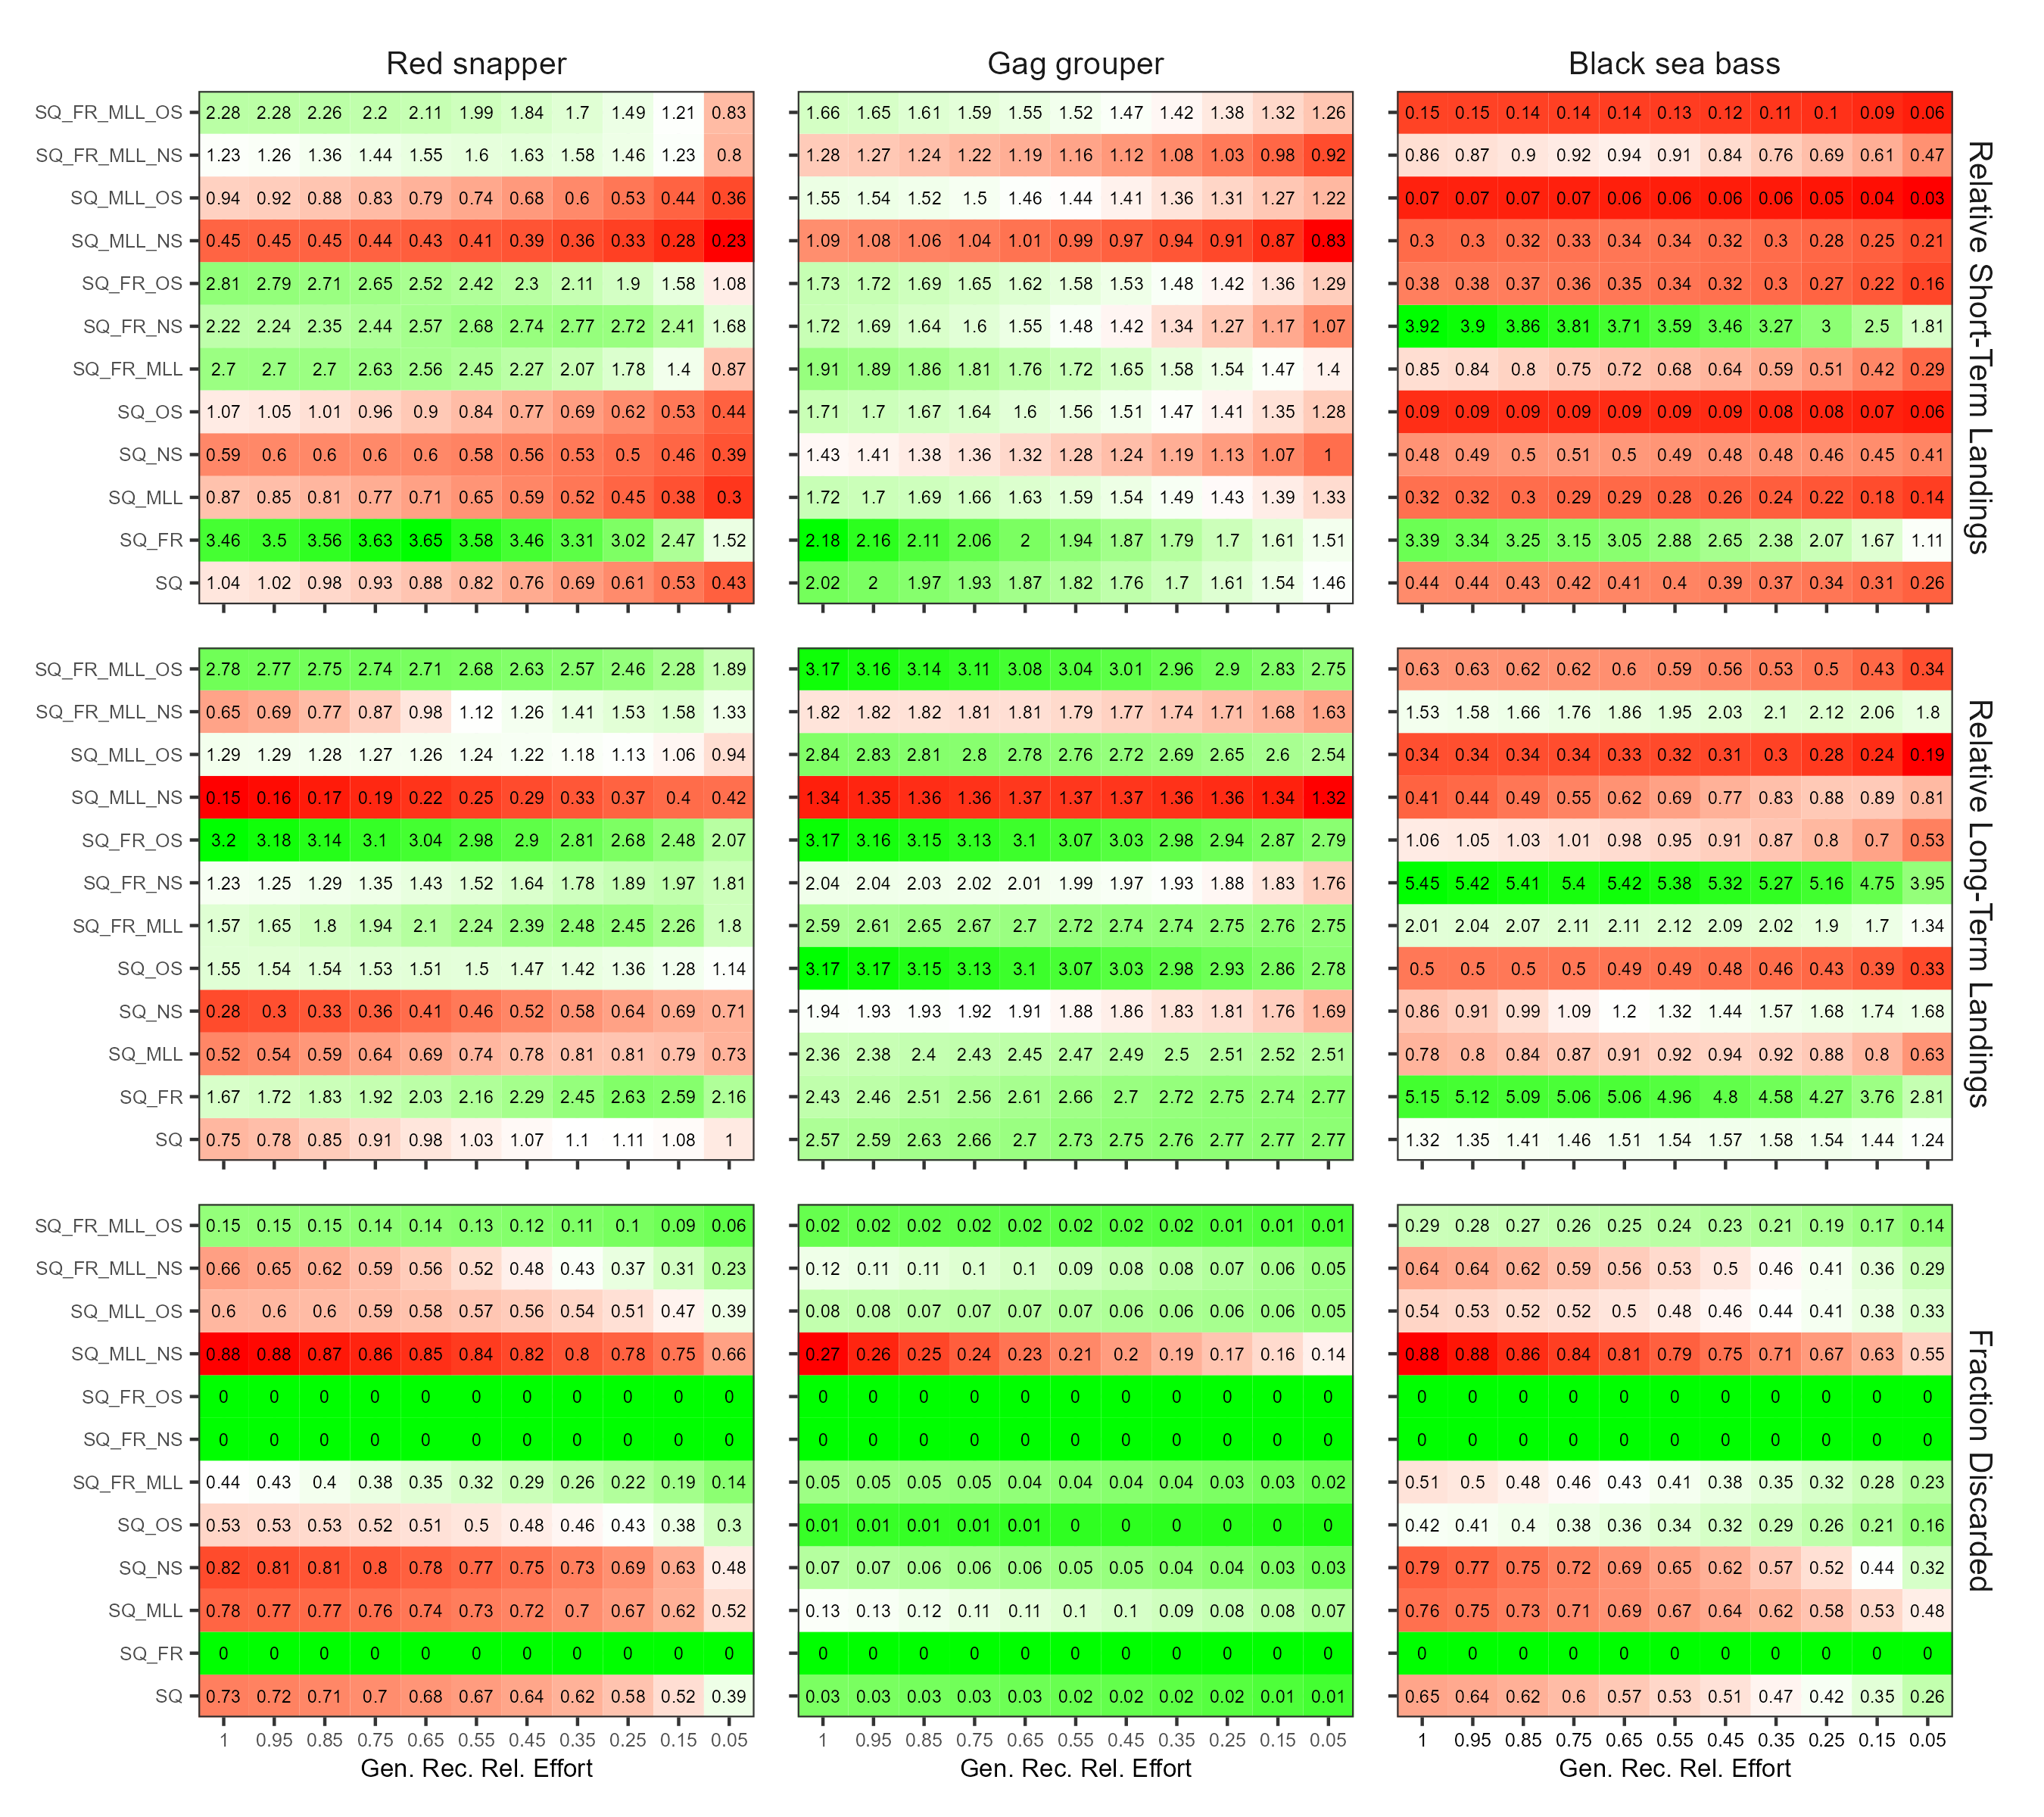 Red snapper Gag grouper Black sea bass
SQ_FR_MLL_OS 2.28 2.28 2.26 2.2 2.11 1.99 1.84 1.7 1.49 1.21 0.83 1.66 1.65 1.61 1.59 1.55 1.52 1.47 1.42 1.38 1.32 1.26 0.15 0.15 0.14 0.14 0.14 0.13 0.12 0.11 0.1 0.09 0.06
SQ_FR_MLL_NS 1.23 1.26 1.36 1.44 1.55 1.6 1.63 1.58 1.46 1.23 0.8 1.28 1.27 1.24 1.22 1.19 1.16 1.12 1.08 1.03 0.98 0.92 0.86 0.87 0.9 0.92 0.94 0.91 0.84 0.76 0.69 0.61 0.47
SQ_MLL_OS 0.94 0.92 0.88 0.83 0.79 0.74 0.68 0.6 0.53 0.44 0.36 1.55 1.54 1.52 1.5 1.46 1.44 1.41 1.36 1.31 1.27 1.22 0.07 0.07 0.07 0.07 0.06 0.06 0.06 0.06 0.05 0.04 0.03
SQ_MLL_NS 0.45 0.45 0.45 0.44 0.43 0.41 0.39 0.36 0.33 0.28 0.23 1.09 1.08 1.06 1.04 1.01 0.99 0.97 0.94 0.91 0.87 0.83 0.3 0.3 0.32 0.33 0.34 0.34 0.32 0.3 0.28 0.25 0.21
SQ_FR_OS 2.81 2.79 2.71 2.65 2.52 2.42 2.3 2.11 1.9 1.58 1.08 1.73 1.72 1.69 1.65 1.62 1.58 1.53 1.48 1.42 1.36 1.29 0.38 0.38 0.37 0.36 0.35 0.34 0.32 0.3 0.27 0.22 0.16
SQ_FR_NS 2.22 2.24 2.35 2.44 2.57 2.68 2.74 2.77 2.72 2.41 1.68 1.72 1.69 1.64 1.6 1.55 1.48 1.42 1.34 1.27 1.17 1.07 3.92 3.9 3.86 3.81 3.71 3.59 3.46 3.27 3 2.5 1.81
SQ_FR_MLL 2.7 2.7 2.7 2.63 2.56 2.45 2.27 2.07 1.78 1.4 0.87 1.91 1.89 1.86 1.81 1.76 1.72 1.65 1.58 1.54 1.47 1.4 0.85 0.84 0.8 0.75 0.72 0.68 0.64 0.59 0.51 0.42 0.29
SQ_OS 1.07 1.05 1.01 0.96 0.9 0.84 0.77 0.69 0.62 0.53 0.44 1.71 1.7 1.67 1.64 1.6 1.56 1.51 1.47 1.41 1.35 1.28 0.09 0.09 0.09 0.09 0.09 0.09 0.09 0.08 0.08 0.07 0.06
SQ_NS 0.59 0.6 0.6 0.6 0.6 0.58 0.56 0.53 0.5 0.46 0.39 1.43 1.41 1.38 1.36 1.32 1.28 1.24 1.19 1.13 1.07 1 0.48 0.49 0.5 0.51 0.5 0.49 0.48 0.48 0.46 0.45 0.41
SQ_MLL 0.87 0.85 0.81 0.77 0.71 0.65 0.59 0.52 0.45 0.38 0.3 1.72 1.7 1.69 1.66 1.63 1.59 1.54 1.49 1.43 1.39 1.33 0.32 0.32 0.3 0.29 0.29 0.28 0.26 0.24 0.22 0.18 0.14
SQ_FR 3.46 3.5 3.56 3.63 3.65 3.58 3.46 3.31 3.02 2.47 1.52 2.18 2.16 2.11 2.06 2 1.94 1.87 1.79 1.7 1.61 1.51 3.39 3.34 3.25 3.15 3.05 2.88 2.65 2.38 2.07 1.67 1.11
SQ 1.04 1.02 0.98 0.93 0.88 0.82 0.76 0.69 0.61 0.53 0.43 2.02 2 1.97 1.93 1.87 1.82 1.76 1.7 1.61 1.54 1.46 0.44 0.44 0.43 0.42 0.41 0.4 0.39 0.37 0.34 0.31 0.26
Relative Short-Term Landings
SQ_FR_MLL_OS 2.78 2.77 2.75 2.74 2.71 2.68 2.63 2.57 2.46 2.28 1.89 3.17 3.16 3.14 3.11 3.08 3.04 3.01 2.96 2.9 2.83 2.75 0.63 0.63 0.62 0.62 0.6 0.59 0.56 0.53 0.5 0.43 0.34
SQ_FR_MLL_NS 0.65 0.69 0.77 0.87 0.98 1.12 1.26 1.41 1.53 1.58 1.33 1.82 1.82 1.82 1.81 1.81 1.79 1.77 1.74 1.71 1.68 1.63 1.53 1.58 1.66 1.76 1.86 1.95 2.03 2.1 2.12 2.06 1.8
SQ_MLL_OS 1.29 1.29 1.28 1.27 1.26 1.24 1.22 1.18 1.13 1.06 0.94 2.84 2.83 2.81 2.8 2.78 2.76 2.72 2.69 2.65 2.6 2.54 0.34 0.34 0.34 0.34 0.33 0.32 0.31 0.3 0.28 0.24 0.19
SQ_MLL_NS 0.15 0.16 0.17 0.19 0.22 0.25 0.29 0.33 0.37 0.4 0.42 1.34 1.35 1.36 1.36 1.37 1.37 1.37 1.36 1.36 1.34 1.32 0.41 0.44 0.49 0.55 0.62 0.69 0.77 0.83 0.88 0.89 0.81
SQ_FR_OS 3.2 3.18 3.14 3.1 3.04 2.98 2.9 2.81 2.68 2.48 2.07 3.17 3.16 3.15 3.13 3.1 3.07 3.03 2.98 2.94 2.87 2.79 1.06 1.05 1.03 1.01 0.98 0.95 0.91 0.87 0.8 0.7 0.53
SQ_FR_NS 1.23 1.25 1.29 1.35 1.43 1.52 1.64 1.78 1.89 1.97 1.81 2.04 2.04 2.03 2.02 2.01 1.99 1.97 1.93 1.88 1.83 1.76 5.45 5.42 5.41 5.4 5.42 5.38 5.32 5.27 5.16 4.75 3.95
SQ_FR_MLL 1.57 1.65 1.8 1.94 2.1 2.24 2.39 2.48 2.45 2.26 1.8 2.59 2.61 2.65 2.67 2.7 2.72 2.74 2.74 2.75 2.76 2.75 2.01 2.04 2.07 2.11 2.11 2.12 2.09 2.02 1.9 1.7 1.34
SQ_OS 1.55 1.54 1.54 1.53 1.51 1.5 1.47 1.42 1.36 1.28 1.14 3.17 3.17 3.15 3.13 3.1 3.07 3.03 2.98 2.93 2.86 2.78 0.5 0.5 0.5 0.5 0.49 0.49 0.48 0.46 0.43 0.39 0.33
SQ_NS 0.28 0.3 0.33 0.36 0.41 0.46 0.52 0.58 0.64 0.69 0.71 1.94 1.93 1.93 1.92 1.91 1.88 1.86 1.83 1.81 1.76 1.69 0.86 0.91 0.99 1.09 1.2 1.32 1.44 1.57 1.68 1.74 1.68
SQ_MLL 0.52 0.54 0.59 0.64 0.69 0.74 0.78 0.81 0.81 0.79 0.73 2.36 2.38 2.4 2.43 2.45 2.47 2.49 2.5 2.51 2.52 2.51 0.78 0.8 0.84 0.87 0.91 0.92 0.94 0.92 0.88 0.8 0.63
SQ_FR 1.67 1.72 1.83 1.92 2.03 2.16 2.29 2.45 2.63 2.59 2.16 2.43 2.46 2.51 2.56 2.61 2.66 2.7 2.72 2.75 2.74 2.77 5.15 5.12 5.09 5.06 5.06 4.96 4.8 4.58 4.27 3.76 2.81
SQ 0.75 0.78 0.85 0.91 0.98 1.03 1.07 1.1 1.11 1.08 1 2.57 2.59 2.63 2.66 2.7 2.73 2.75 2.76 2.77 2.77 2.77 1.32 1.35 1.41 1.46 1.51 1.54 1.57 1.58 1.54 1.44 1.24
Relative Long-Term Landings
SQ_FR_MLL_OS 0.15 0.15 0.15 0.14 0.14 0.13 0.12 0.11 0.1 0.09 0.06 0.02 0.02 0.02 0.02 0.02 0.02 0.02 0.02 0.01 0.01 0.01 0.29 0.28 0.27 0.26 0.25 0.24 0.23 0.21 0.19 0.17 0.14
SQ_FR_MLL_NS 0.66 0.65 0.62 0.59 0.56 0.52 0.48 0.43 0.37 0.31 0.23 0.12 0.11 0.11 0.1 0.1 0.09 0.08 0.08 0.07 0.06 0.05 0.64 0.64 0.62 0.59 0.56 0.53 0.5 0.46 0.41 0.36 0.29
SQ_MLL_OS 0.6 0.6 0.6 0.59 0.58 0.57 0.56 0.54 0.51 0.47 0.39 0.08 0.08 0.07 0.07 0.07 0.07 0.06 0.06 0.06 0.06 0.05 0.54 0.53 0.52 0.52 0.5 0.48 0.46 0.44 0.41 0.38 0.33
SQ_MLL_NS 0.88 0.88 0.87 0.86 0.85 0.84 0.82 0.8 0.78 0.75 0.66 0.27 0.26 0.25 0.24 0.23 0.21 0.2 0.19 0.17 0.16 0.14 0.88 0.88 0.86 0.84 0.81 0.79 0.75 0.71 0.67 0.63 0.55
SQ_FR_OS 0 0 0 0 0 0 0 0 0 0 0 0 0 0 0 0 0 0 0 0 0 0 0 0 0 0 0 0 0 0 0 0 0
SQ_FR_NS 0 0 0 0 0 0 0 0 0 0 0 0 0 0 0 0 0 0 0 0 0 0 0 0 0 0 0 0 0 0 0 0 0
SQ_FR_MLL 0.44 0.43 0.4 0.38 0.35 0.32 0.29 0.26 0.22 0.19 0.14 0.05 0.05 0.05 0.05 0.04 0.04 0.04 0.04 0.03 0.03 0.02 0.51 0.5 0.48 0.46 0.43 0.41 0.38 0.35 0.32 0.28 0.23
SQ_OS 0.53 0.53 0.53 0.52 0.51 0.5 0.48 0.46 0.43 0.38 0.3 0.01 0.01 0.01 0.01 0.01 0 0 0 0 0 0 0.42 0.41 0.4 0.38 0.36 0.34 0.32 0.29 0.26 0.21 0.16
SQ_NS 0.82 0.81 0.81 0.8 0.78 0.77 0.75 0.73 0.69 0.63 0.48 0.07 0.07 0.06 0.06 0.06 0.05 0.05 0.04 0.04 0.03 0.03 0.79 0.77 0.75 0.72 0.69 0.65 0.62 0.57 0.52 0.44 0.32
SQ_MLL 0.78 0.77 0.77 0.76 0.74 0.73 0.72 0.7 0.67 0.62 0.52 0.13 0.13 0.12 0.11 0.11 0.1 0.1 0.09 0.08 0.08 0.07 0.76 0.75 0.73 0.71 0.69 0.67 0.64 0.62 0.58 0.53 0.48
SQ_FR 0 0 0 0 0 0 0 0 0 0 0 0 0 0 0 0 0 0 0 0 0 0 0 0 0 0 0 0 0 0 0 0 0
SQ 0.73 0.72 0.71 0.7 0.68 0.67 0.64 0.62 0.58 0.52 0.39 0.03 0.03 0.03 0.03 0.03 0.02 0.02 0.02 0.02 0.01 0.01 0.65 0.64 0.62 0.6 0.57 0.53 0.51 0.47 0.42 0.35 0.26
Fraction Discarded
1 0.95 0.85 0.75 0.65 0.55 0.45 0.35 0.25 0.15 0.05 1 0.95 0.85 0.75 0.65 0.55 0.45 0.35 0.25 0.15 0.05 1 0.95 0.85 0.75 0.65 0.55 0.45 0.35 0.25 0.15 0.05
Gen. Rec. Rel. Effort Gen. Rec. Rel. Effort Gen. Rec. Rel. Effort